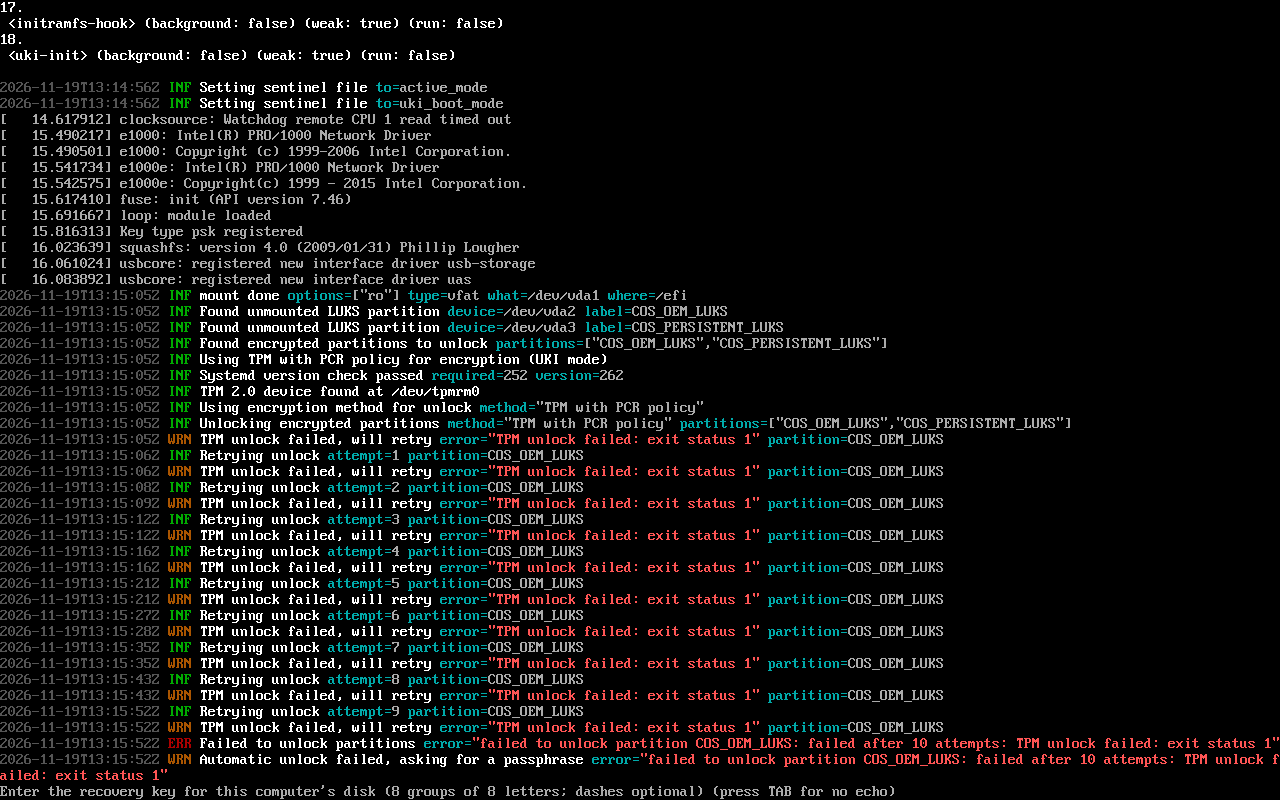 17.
 <initramfs-hook> (background: false) (weak: true) (run: false)
18.
 <uki-init> (background: false) (weak: true) (run: false)

2026-11-19T13:14:56Z INF Setting sentinel file to=active_mode
2026-11-19T13:14:56Z INF Setting sentinel file to=uki_boot_mode
[   14.617912] clocksource: Watchdog remote CPU 1 read timed out
[   15.490217] e1000: Intel(R) PRO/1000 Network Driver
[   15.490501] e1000: Copyright (c) 1999-2006 Intel Corporation.
[   15.541734] e1000e: Intel(R) PRO/1000 Network Driver
[   15.542575] e1000e: Copyright(c) 1999 - 2015 Intel Corporation.
[   15.617410] fuse: init (API version 7.46)
[   15.691667] loop: module loaded
[   15.816313] Key type psk registered
[   16.023639] squashfs: version 4.0 (2009/01/31) Phillip Lougher
[   16.061024] usbcore: registered new interface driver usb-storage
[   16.083892] usbcore: registered new interface driver uas
2026-11-19T13:15:05Z INF mount done options=["ro"] type=vfat what=/dev/vda1 where=/efi
2026-11-19T13:15:05Z INF Found unmounted LUKS partition device=/dev/vda2 label=COS_OEM_LUKS
2026-11-19T13:15:05Z INF Found unmounted LUKS partition device=/dev/vda3 label=COS_PERSISTENT_LUKS
2026-11-19T13:15:05Z INF Found encrypted partitions to unlock partitions=["COS_OEM_LUKS","COS_PERSISTENT_LUKS"]
2026-11-19T13:15:05Z INF Using TPM with PCR policy for encryption (UKI mode)
2026-11-19T13:15:05Z INF Systemd version check passed required=252 version=262
2026-11-19T13:15:05Z INF TPM 2.0 device found at /dev/tpmrm0
2026-11-19T13:15:05Z INF Using encryption method for unlock method="TPM with PCR policy"
2026-11-19T13:15:05Z INF Unlocking encrypted partitions method="TPM with PCR policy" partitions=["COS_OEM_LUKS","COS_PERSISTENT_LUKS"]
2026-11-19T13:15:05Z WRN TPM unlock failed, will retry error="TPM unlock failed: exit status 1" partition=COS_OEM_LUKS
2026-11-19T13:15:06Z INF Retrying unlock attempt=1 partition=COS_OEM_LUKS
2026-11-19T13:15:06Z WRN TPM unlock failed, will retry error="TPM unlock failed: exit status 1" partition=COS_OEM_LUKS
2026-11-19T13:15:08Z INF Retrying unlock attempt=2 partition=COS_OEM_LUKS
2026-11-19T13:15:09Z WRN TPM unlock failed, will retry error="TPM unlock failed: exit status 1" partition=COS_OEM_LUKS
2026-11-19T13:15:12Z INF Retrying unlock attempt=3 partition=COS_OEM_LUKS
2026-11-19T13:15:12Z WRN TPM unlock failed, will retry error="TPM unlock failed: exit status 1" partition=COS_OEM_LUKS
2026-11-19T13:15:16Z INF Retrying unlock attempt=4 partition=COS_OEM_LUKS
2026-11-19T13:15:16Z WRN TPM unlock failed, will retry error="TPM unlock failed: exit status 1" partition=COS_OEM_LUKS
2026-11-19T13:15:21Z INF Retrying unlock attempt=5 partition=COS_OEM_LUKS
2026-11-19T13:15:21Z WRN TPM unlock failed, will retry error="TPM unlock failed: exit status 1" partition=COS_OEM_LUKS
2026-11-19T13:15:27Z INF Retrying unlock attempt=6 partition=COS_OEM_LUKS
2026-11-19T13:15:28Z WRN TPM unlock failed, will retry error="TPM unlock failed: exit status 1" partition=COS_OEM_LUKS
2026-11-19T13:15:35Z INF Retrying unlock attempt=7 partition=COS_OEM_LUKS
2026-11-19T13:15:35Z WRN TPM unlock failed, will retry error="TPM unlock failed: exit status 1" partition=COS_OEM_LUKS
2026-11-19T13:15:43Z INF Retrying unlock attempt=8 partition=COS_OEM_LUKS
2026-11-19T13:15:43Z WRN TPM unlock failed, will retry error="TPM unlock failed: exit status 1" partition=COS_OEM_LUKS
2026-11-19T13:15:52Z INF Retrying unlock attempt=9 partition=COS_OEM_LUKS
2026-11-19T13:15:52Z WRN TPM unlock failed, will retry error="TPM unlock failed: exit status 1" partition=COS_OEM_LUKS
2026-11-19T13:15:52Z ERR Failed to unlock partitions error="failed to unlock partition COS_OEM_LUKS: failed after 10 attempts: TPM unlock failed: exit status 1"
2026-11-19T13:15:52Z WRN Automatic unlock failed, asking for a passphrase error="failed to unlock partition COS_OEM_LUKS: failed after 10 attempts: TPM unlock f
ailed: exit status 1"
Enter the recovery key for this computer's disk (8 groups of 8 letters; dashes optional) (press TAB for no echo)